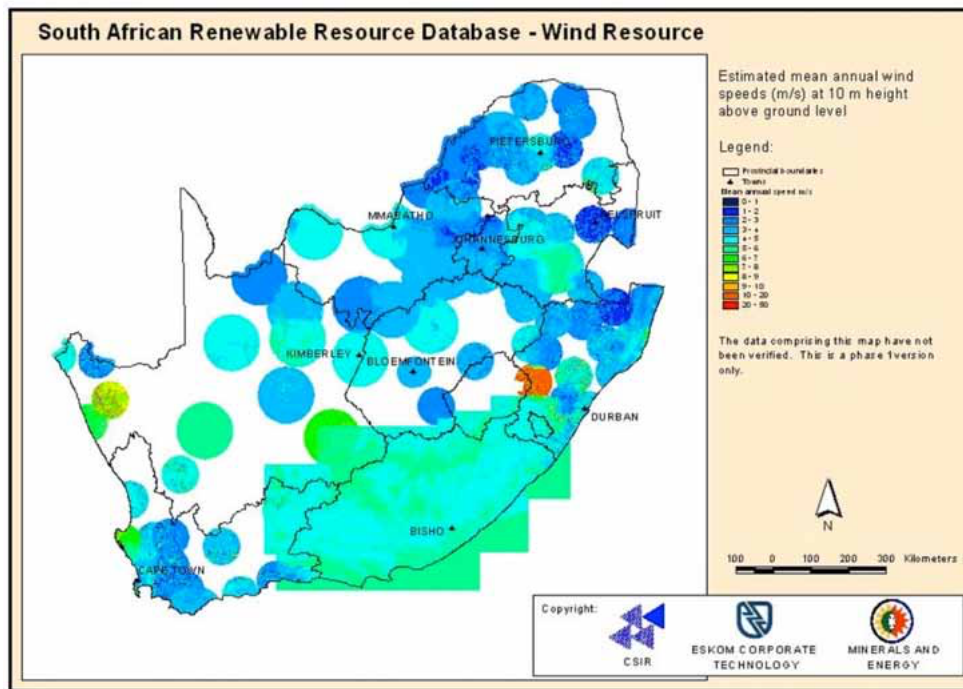 South African Renewable Resource Database - Wind Resource
Estimated mean annual wind
speeds (m/s) at 10 m height
above ground level
Legend:
Provincial boundaries
Towns
Mean annual speed m/s
0 - 1
1 - 2
2 - 3
3 - 4
4 - 5
5 - 6
6 - 7
7 - 8
8 - 9
9 - 10
10 - 20
20 - 50
The data comprising this map have not
been verified. This is a phase 1 version
only.
PIETERSBURG
MMABATHO
NELSPRUIT
JOHANNESBURG
KIMBERLEY
BLOEMFONTEIN
DURBAN
BISHO
CAPE TOWN
N
100 0 100 200 300 Kilometers
Copyright:
CSIR
ESKOM CORPORATE
TECHNOLOGY
MINERALS AND
ENERGY